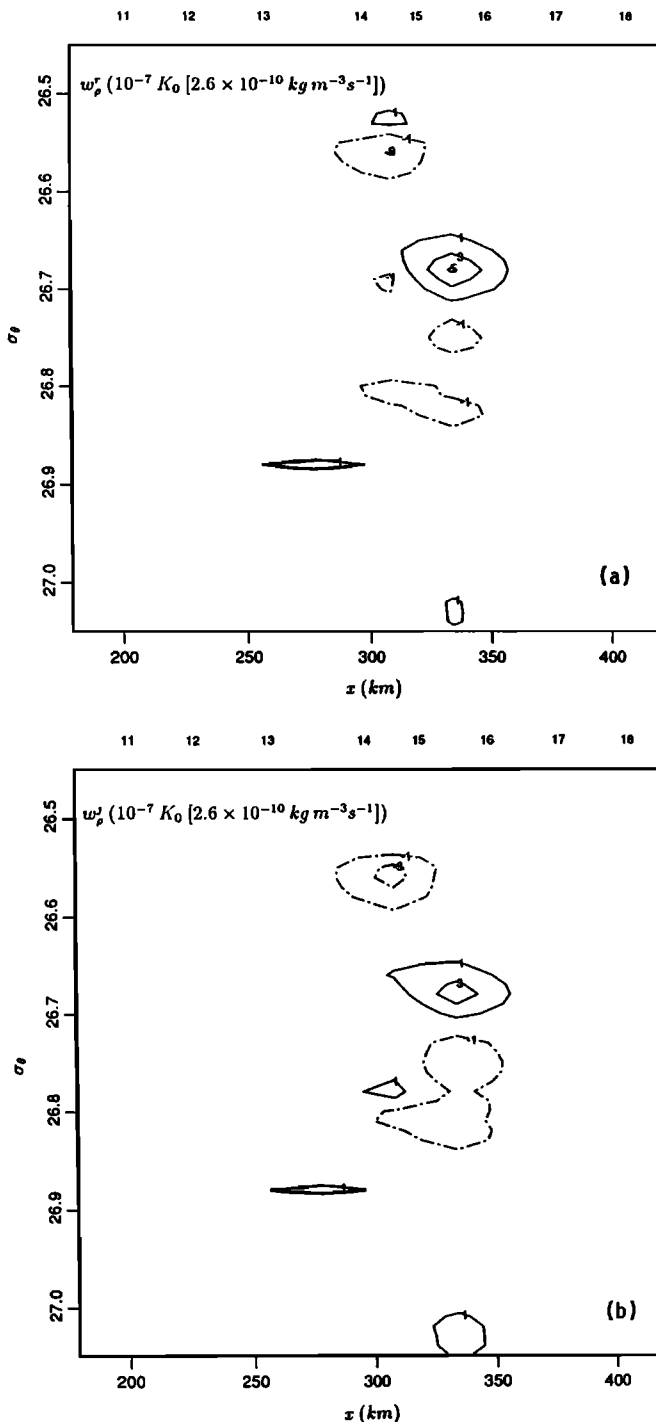 11 12 13 14 15 16 17 18
w_ρ^r (10^{-7} K_0 [2.6 × 10^{-10} kg m^{-3}s^{-1}])
26.5
26.6
26.7
26.8
26.9
27.0
σ_θ
(a)
200 250 300 350 400
x (km)
11 12 13 14 15 16 17 18
(10^{-7} K_0 [2.6 × 10^{-10} kg m^{-3}s^{-1}])
26.5
26.6
26.7
26.8
26.9
27.0
σ_θ
(b)
200 250 300 350 400
x (km)